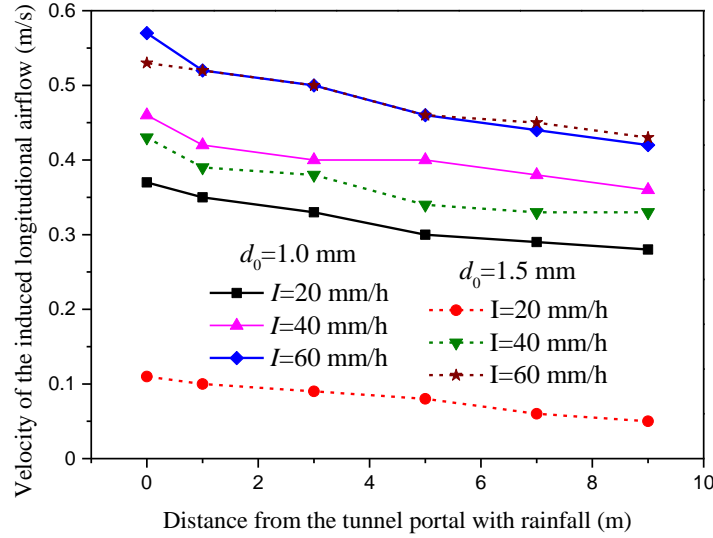 Velocity of the induced longitudional airflow (m/s)
0.6
0.5
0.4
0.3
0.2
0.1
0
d₀=1.0 mm
I=20 mm/h
I=40 mm/h
I=60 mm/h
d₀=1.5 mm
I=20 mm/h
I=40 mm/h
I=60 mm/h
0 2 4 6 8 10
Distance from the tunnel portal with rainfall (m)